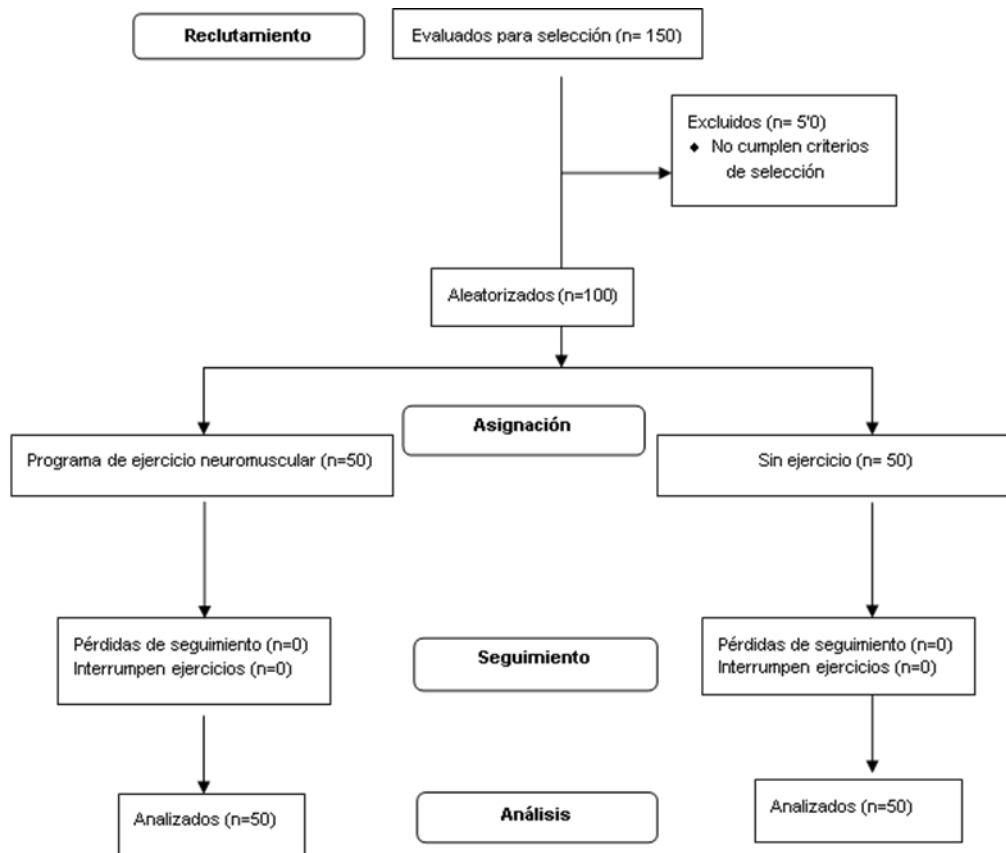 Reclutamiento
Evaluados para selección (n= 150)
Excluidos (n= 5'0)
◆ No cumplen criterios
de selección
Aleatorizados (n=100)
Asignación
Programa de ejercicio neuromuscular (n=50)
Sin ejercicio (n= 50)
Pérdidas de seguimiento (n=0)
Interrumpen ejercicios (n=0)
Seguimiento
Pérdidas de seguimiento (n=0)
Interrumpen ejercicios (n=0)
Analizados (n=50)
Análisis
Analizados (n=50)